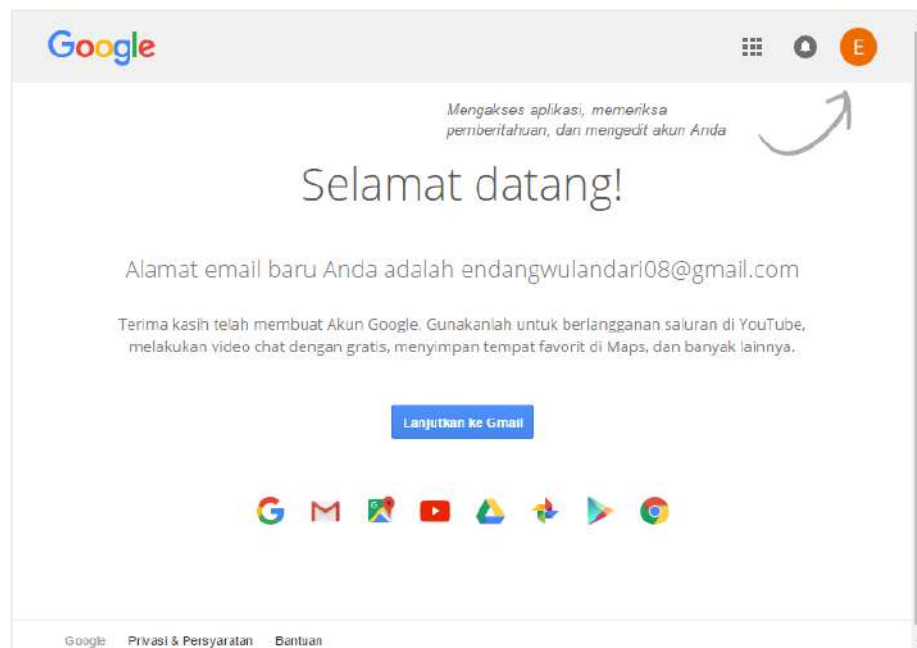 Google
E
Mengakses aplikasi, memeriksa
pemberitahuan, dan mengedit akun Anda
Selamat datang!
Alamat email baru Anda adalah endangwulandari08@gmail.com
Terima kasih telah membuat Akun Google. Gunakanlah untuk berlangganan saluran di YouTube,
melakukan video chat dengan gratis, menyimpan tempat favorit di Maps, dan banyak lainnya.
Lanjutkan ke Gmail
Google Privasi & Persyaratan Bantuan